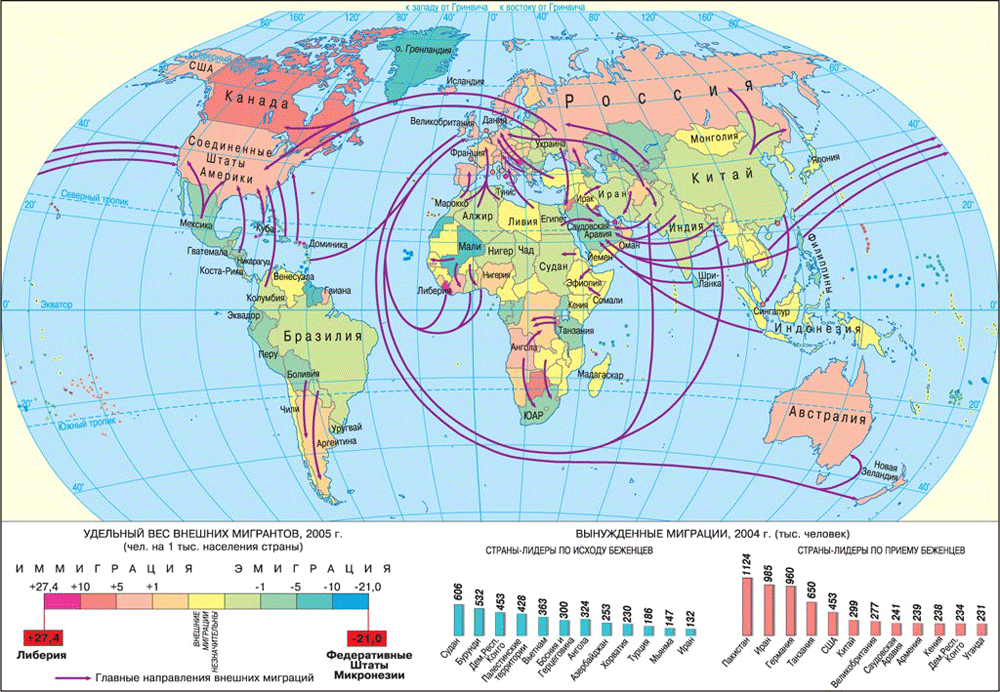 к западу от Гринвича к востоку от Гринвича
80° 160° 120° 80° 40° 0° 40° 80° 120° 160° 80°
о. Гренландия
США
Северный полярный круг
Исландия
Канада
РОССИЯ
Великобритания
Дания
40° 40°
Соединенные
Штаты
Америки
Франция
Украина
Монголия
Япония
Китай
Северный тропик
Марокко
Тунис
Ирак
Иран
Алжир
Ливия
Египет
Саудовская
Аравия
Индия
Оман
Мексика
Куба
Доминика
Мали
Нигер
Чад
Йемен
Филиппины
Гватемала
Никарагуа
Судан
Коста-Рика
Венесуэла
Нигерия
Эфиопия
Шри-
Ланка
Гвиана
Либерия
Сомали
Колумбия
Кения
Экватор
0° 0°
Сингапур
Эквадор
Индонезия
Бразилия
Танзания
Ангола
Перу
Боливия
Мадагаскар
20° 20°
Чили
ЮАР
Австралия
Южный тропик
Уругвай
Аргентина
Новая
Зеландия
40° 40°
УДЕЛЬНЫЙ ВЕС ВНЕШНИХ МИГРАНТОВ, 2005 г.
(чел. на 1 тыс. населения страны)
ИММИГРАЦИЯ ЭМИГРАЦИЯ
+27,4 +10 +5 +1 -1 -5 -10 -21,0
ВНЕШНИЕ
МИГРАЦИИ
НЕЗНАЧИТЕЛЬНЫ
+27,4 -21,0
Либерия
Федеративные
Штаты
Микронезии
Главные направления внешних миграций
ВЫНУЖДЕННЫЕ МИГРАЦИИ, 2004 г. (тыс. человек)
СТРАНЫ-ЛИДЕРЫ ПО ИСХОДУ БЕЖЕНЦЕВ
606 532 453 428 363 300 324 253 230 186 147 132
Судан
Бурунди
Дем.Респ.
Конго
Палестинские
территории
Вьетнам
Босния и
Герцеговина
Ангола
Азербайджан
Хорватия
Турция
Мьянма
Иран
СТРАНЫ-ЛИДЕРЫ ПО ПРИЕМУ БЕЖЕНЦЕВ
1124 985 960 650 453 299 277 241 239 238 234 231
Пакистан
Иран
Германия
Танзания
США
Китай
Великобритания
Саудовская
Аравия
Армения
Кения
Дем.Респ.
Конго
Уганда